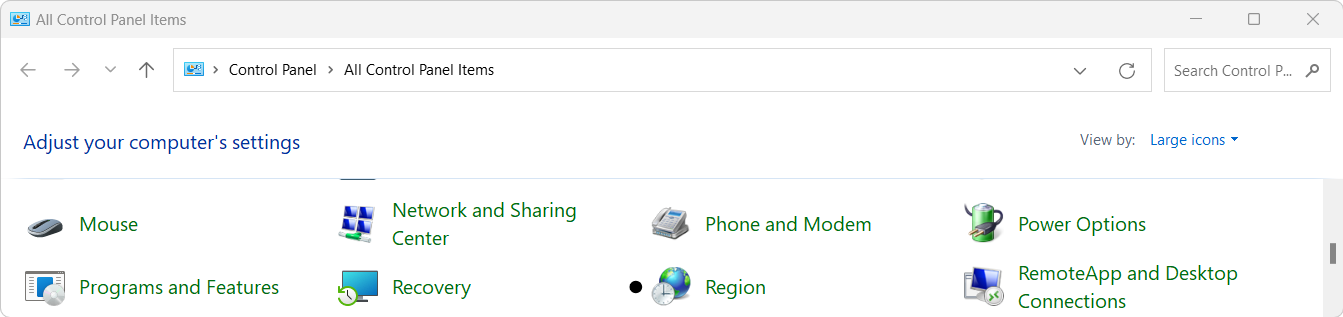 All Control Panel Items
Control Panel > All Control Panel Items
Search Control P...
Adjust your computer's settings
View by: Large icons
Mouse
Network and Sharing
Center
Phone and Modem
Power Options
Programs and Features
Recovery
Region
RemoteApp and Desktop
Connections